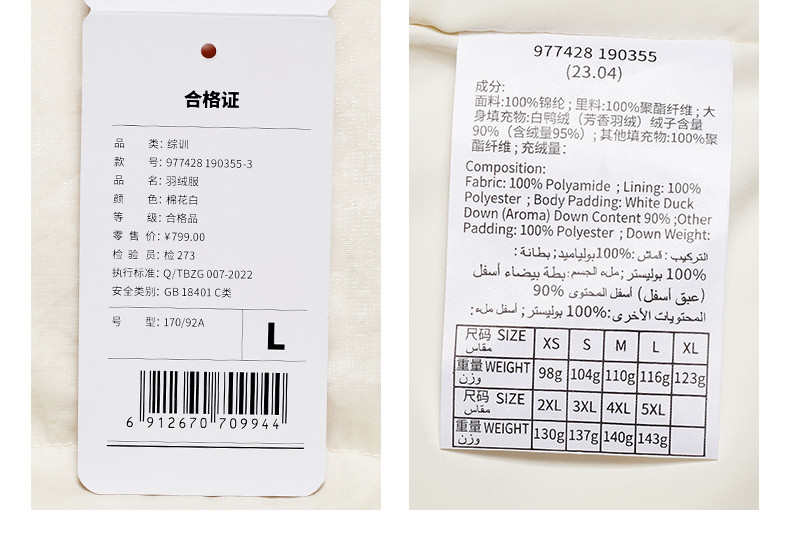 合格证
品 类: 综训
款 号: 977428 190355-3
品 名: 羽绒服
颜 色: 棉花白
等 级: 合格品
零 售 价: ¥799.00
检 验 员: 检 273
执行标准: Q/TBZG 007-2022
安全类别: GB 18401 C类
号 型: 170/92A
L
6 912670 709944
977428 190355
(23.04)
成分:
面料:100%锦纶 ; 里料:100%聚酯纤维 ; 大
身填充物:白鸭绒（芳香羽绒）绒子含量
90%（含绒量95%）; 其他填充物:100%聚
酯纤维 ; 充绒量：
Composition:
Fabric: 100% Polyamide ; Lining: 100%
Polyester ; Body Padding: White Duck
Down (Aroma) Down Content 90% ;Other
Padding: 100% Polyester ; Down Weight:
التركيب: قماش :100%بولياميد; بطانة:
100% بوليستر; ملء الجسم: بطة بيضاء أسفل
(عبق أسفل) أسفل المحتوى %90
المحتويات الأخرى:100% بوليستر; أسفل ملء:
尺码 SIZE مقاس XS S M L XL
重量 WEIGHT وزن 98g 104g 110g 116g 123g
尺码 SIZE مقاس 2XL 3XL 4XL 5XL
重量 WEIGHT وزن 130g 137g 140g 143g